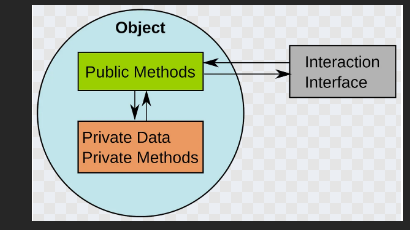 Object
Public Methods
Interaction
Interface
Private Data
Private Methods